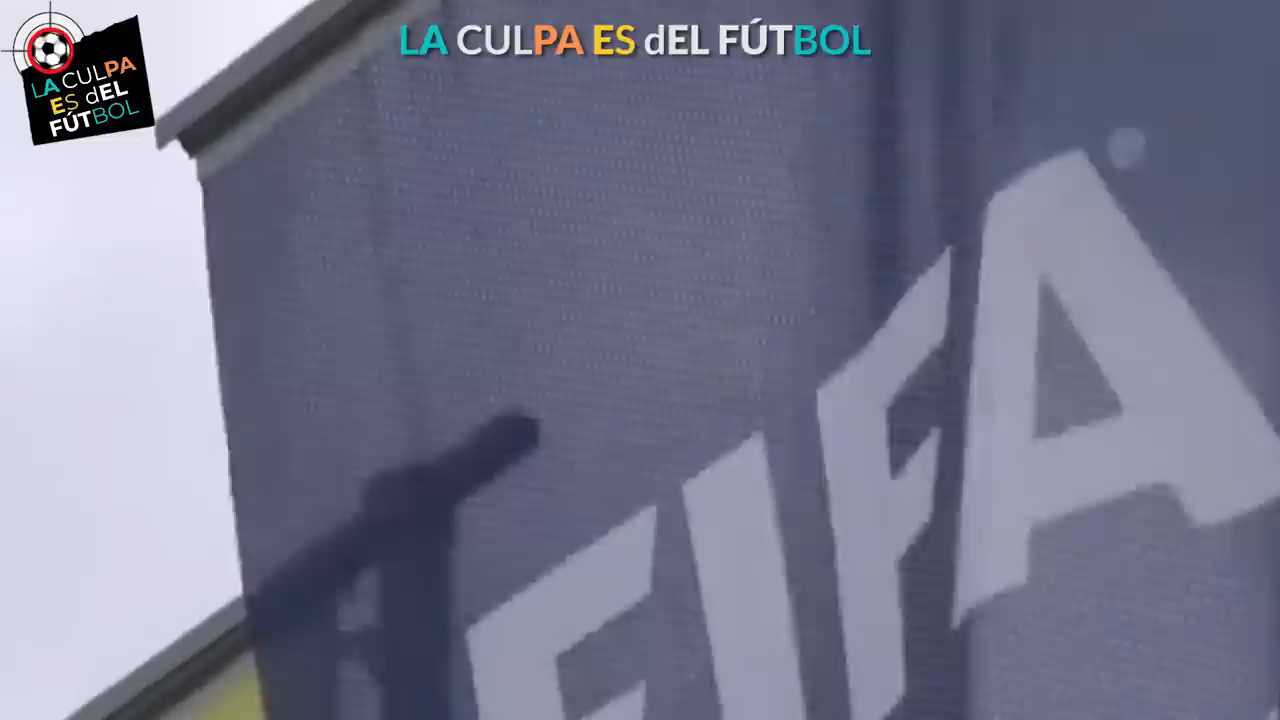 LA CULPA ES dEL FÚTBOL
LA CULPA
ES dEL
FÚTBOL
FIFA